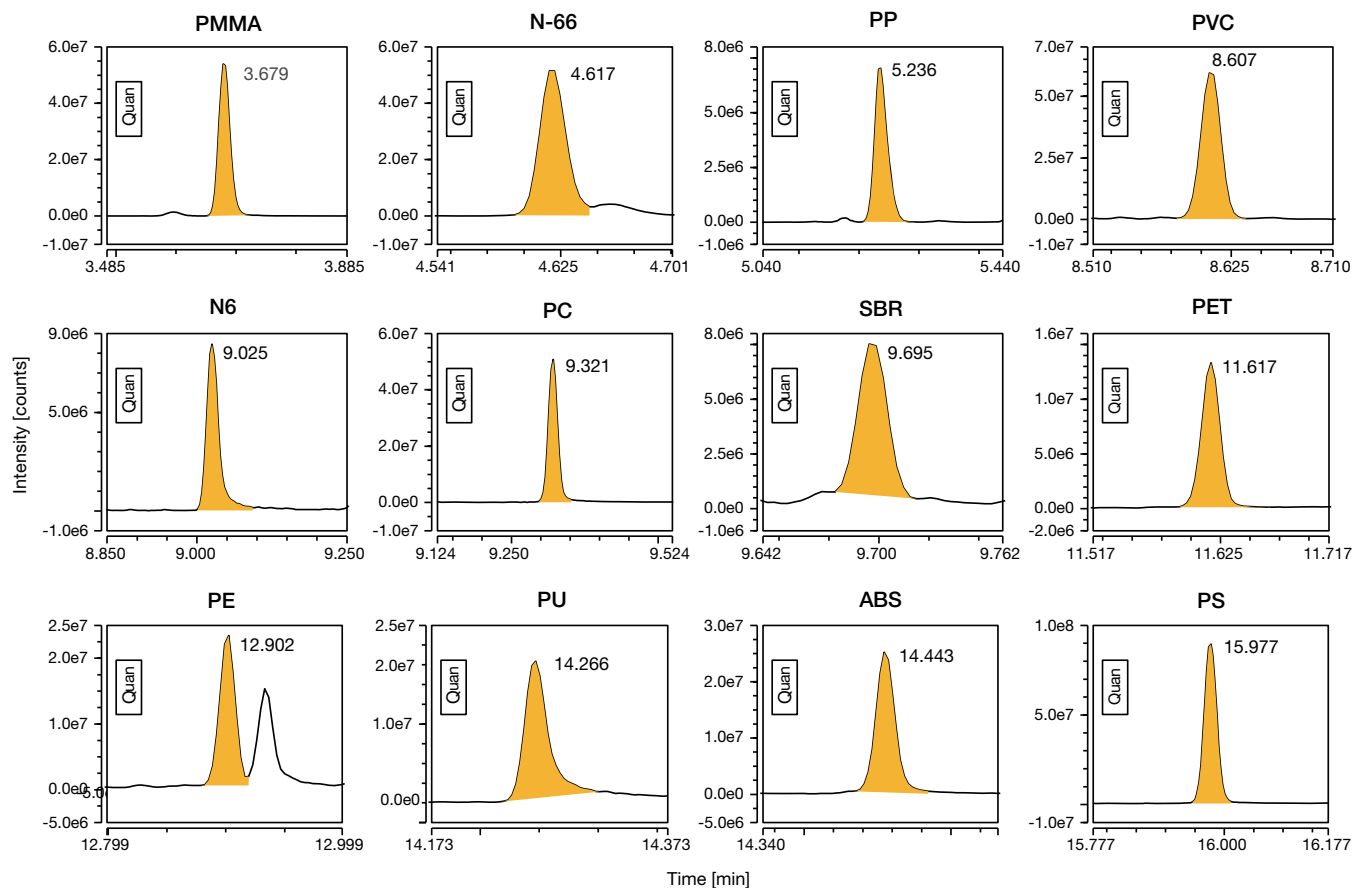 PMMA
6.0e7
4.0e7
2.0e7
0.0e0
-1.0e7
Quan
3.679
3.485
3.885
N-66
6.0e7
5.0e7
2.5e7
0.0e0
-1.0e7
Quan
4.617
4.541
4.625
4.701
PP
8.0e6
5.0e6
2.5e6
0.0e0
-1.0e6
Quan
5.236
5.040
5.440
PVC
7.0e7
5.0e7
2.5e7
0.0e0
-1.0e7
Quan
8.607
8.510
8.625
8.710
Intensity [counts]
N6
9.0e6
5.0e6
-1.0e6
Quan
9.025
8.850
9.000
9.250
PC
6.0e7
4.0e7
2.0e7
0.0e0
-1.0e7
Quan
9.321
9.124
9.250
9.524
SBR
8.0e6
5.0e6
2.5e6
0.0e0
-1.0e6
Quan
9.695
9.642
9.700
9.762
PET
1.6e7
1.0e7
5.0e6
0.0e0
-2.0e6
Quan
11.617
11.517
11.625
11.717
PE
2.5e7
2.0e7
1.0e7
0.0e0
-5.0e6
Quan
12.902
12.799
12.999
PU
2.5e7
2.0e7
1.0e7
0.0e0
Quan
14.266
14.173
14.373
ABS
3.0e7
2.0e7
1.0e7
0.0e0
-5.0e6
Quan
14.443
14.340
PS
1.0e8
5.0e7
-1.0e7
Quan
15.977
15.777
16.000
16.177
Time [min]